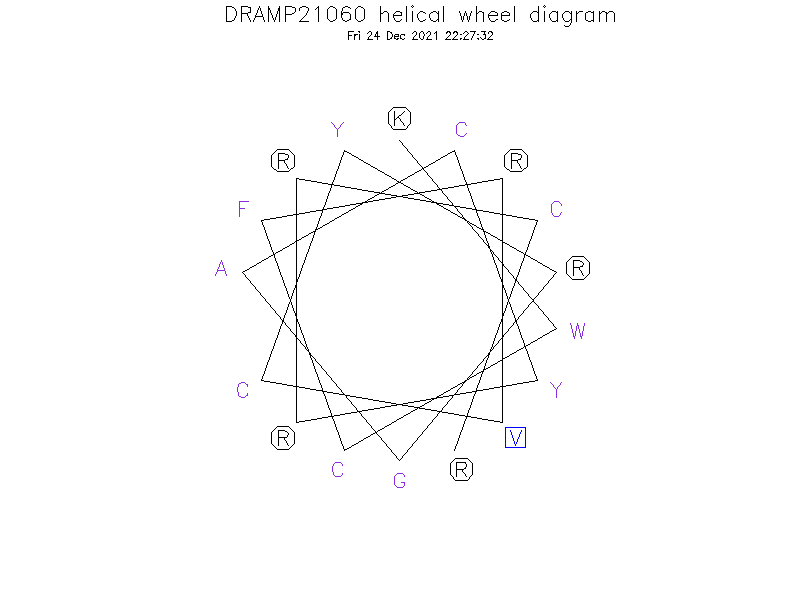 DRAMP21060 helical wheel diagram
Fri 24 Dec 2021 22:27:32
K
Y C
R R
F C
A R
W
C Y
R V
C R
G